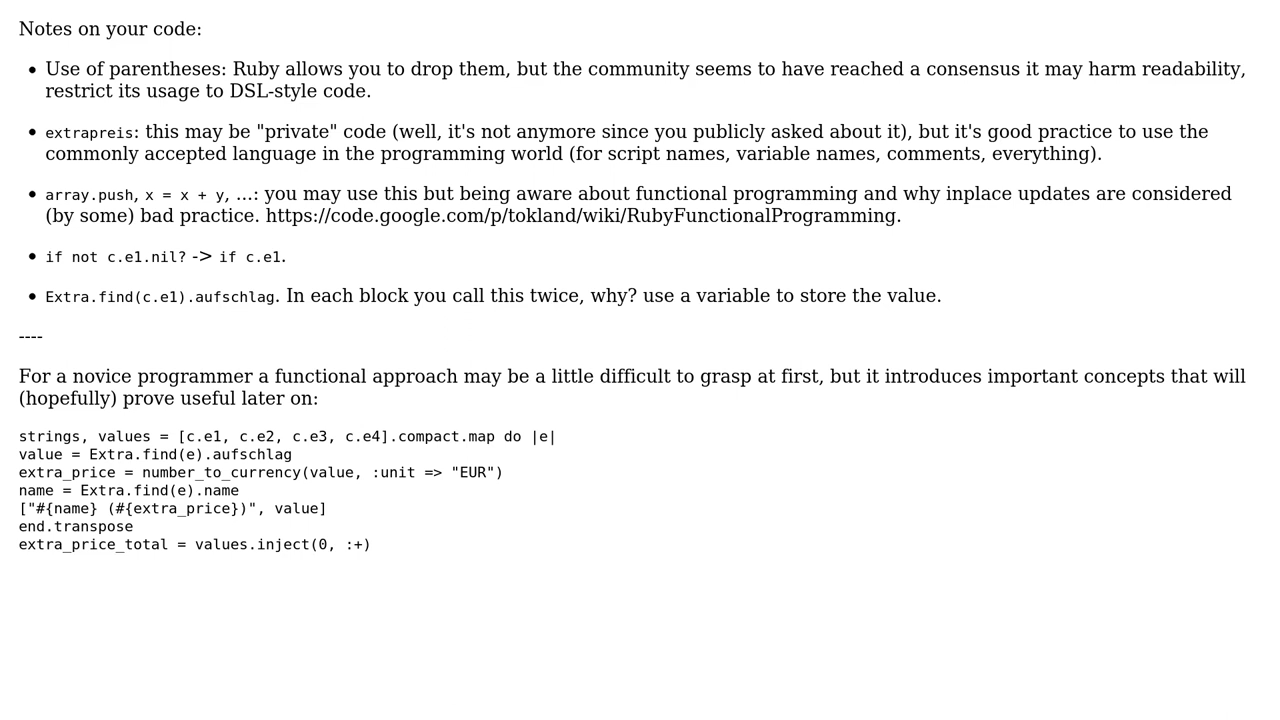 Notes on your code:
• Use of parentheses: Ruby allows you to drop them, but the community seems to have reached a consensus it may harm readability,
restrict its usage to DSL-style code.
• extrapreis: this may be "private" code (well, it's not anymore since you publicly asked about it), but it's good practice to use the
commonly accepted language in the programming world (for script names, variable names, comments, everything).
• array.push, x = x + y, ...: you may use this but being aware about functional programming and why inplace updates are considered
(by some) bad practice. https://code.google.com/p/tokland/wiki/RubyFunctionalProgramming.
• if not c.e1.nil? -> if c.e1.
• Extra.find(c.e1).aufschlag. In each block you call this twice, why? use a variable to store the value.
----
For a novice programmer a functional approach may be a little difficult to grasp at first, but it introduces important concepts that will
(hopefully) prove useful later on:
strings, values = [c.e1, c.e2, c.e3, c.e4].compact.map do |e|
value = Extra.find(e).aufschlag
extra_price = number_to_currency(value, :unit => "EUR")
name = Extra.find(e).name
["#{name} (#{extra_price})", value]
end.transpose
extra_price_total = values.inject(0, :+)